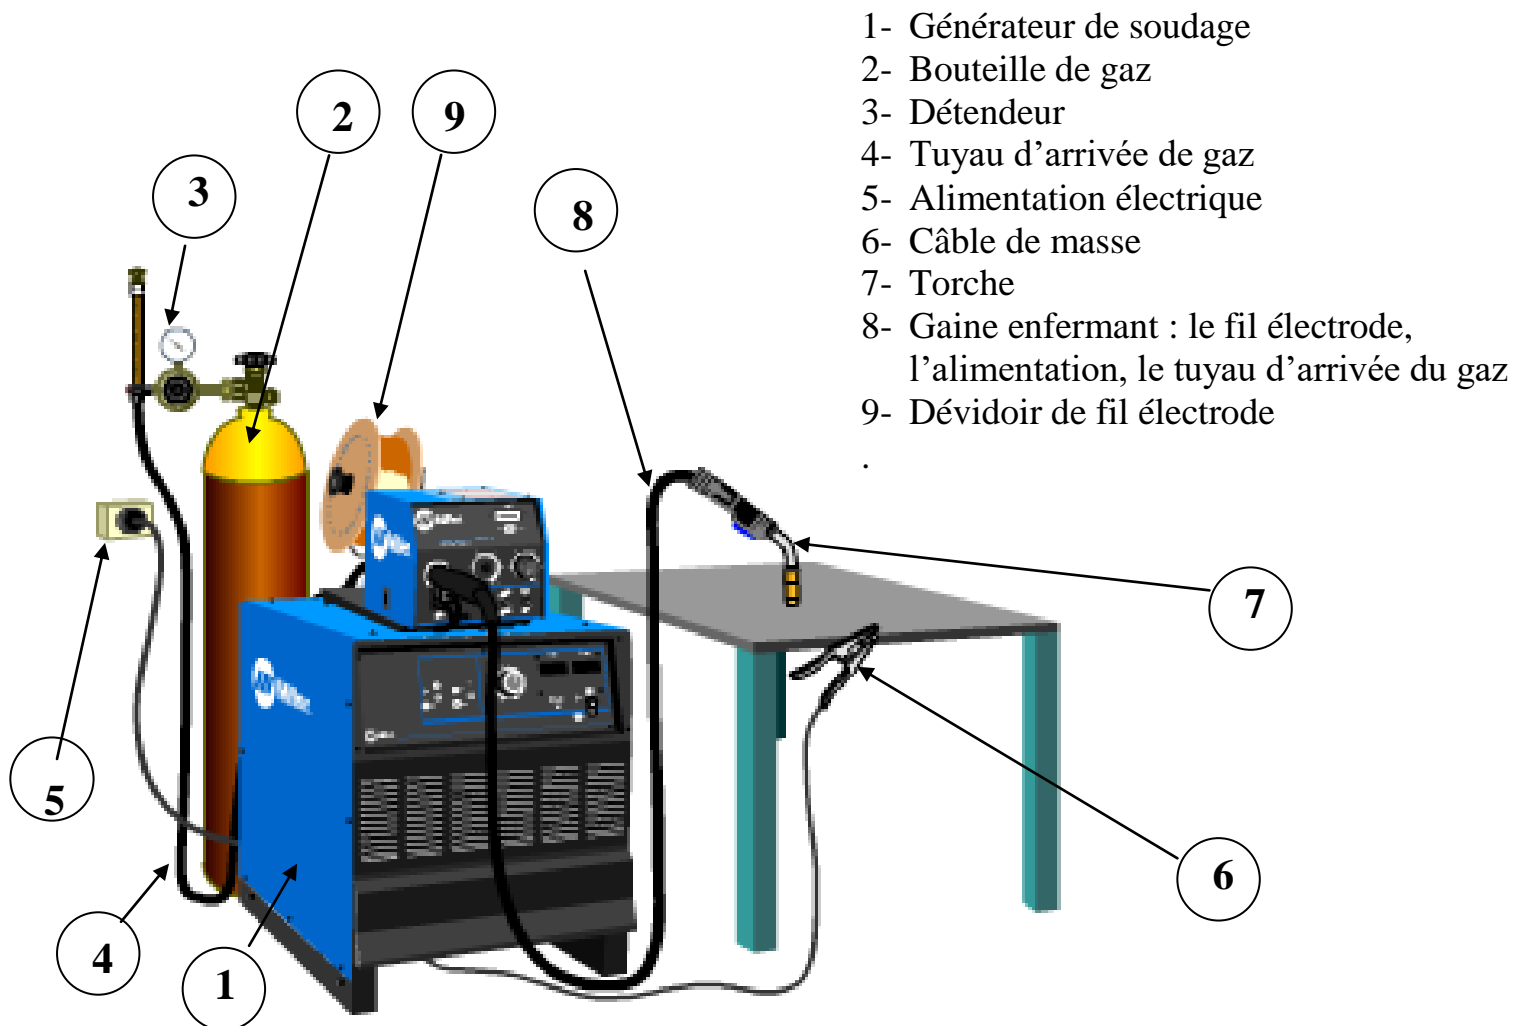 1- Générateur de soudage
2- Bouteille de gaz
3- Détendeur
4- Tuyau d’arrivée de gaz
5- Alimentation électrique
6- Câble de masse
7- Torche
8- Gaine enfermant : le fil électrode,
l’alimentation, le tuyau d’arrivée du gaz
9- Dévidoir de fil électrode
.
2
9
3
8
7
5
6
4
1